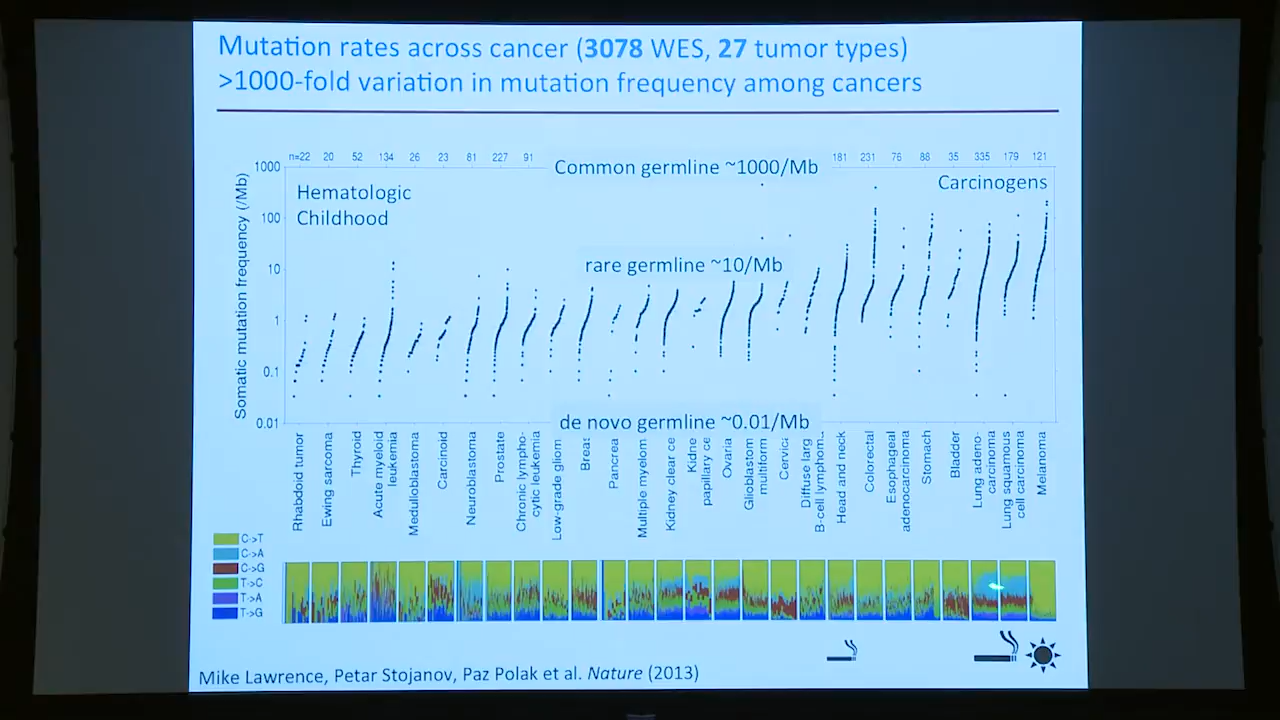 Mutation rates across cancer (3078 WES, 27 tumor types)
>1000-fold variation in mutation frequency among cancers
n=22 20 52 134 26 23 81 227 91 181 231 76 88 35 335 179 121
Common germline ~1000/Mb
Hematologic
Childhood
Carcinogens
rare germline ~10/Mb
de novo germline ~0.01/Mb
Somatic mutation frequency (/Mb)
1000
100
10
1
0.1
0.01
Rhabdoid tumor
Ewing sarcoma
Thyroid
Acute myeloid
leukemia
Medulloblastoma
Carcinoid
Neuroblastoma
Prostate
Chronic lympho-
cytic leukemia
Low-grade gliom
Breas
Pancrea
Multiple myelom
Kidney clear ce
Kidne
papillary ce
Ovaria
Glioblastom
multiform
Cervic
Diffuse larg
B-cell lymphom..
Head and neck
Colorectal
Esophageal
adenocarcinoma
Stomach
Bladder
Lung adeno-
carcinoma
Lung squamous
cell carcinoma
Melanoma
C->T
C->A
C->G
T->C
T->A
T->G
Mike Lawrence, Petar Stojanov, Paz Polak et al. Nature (2013)